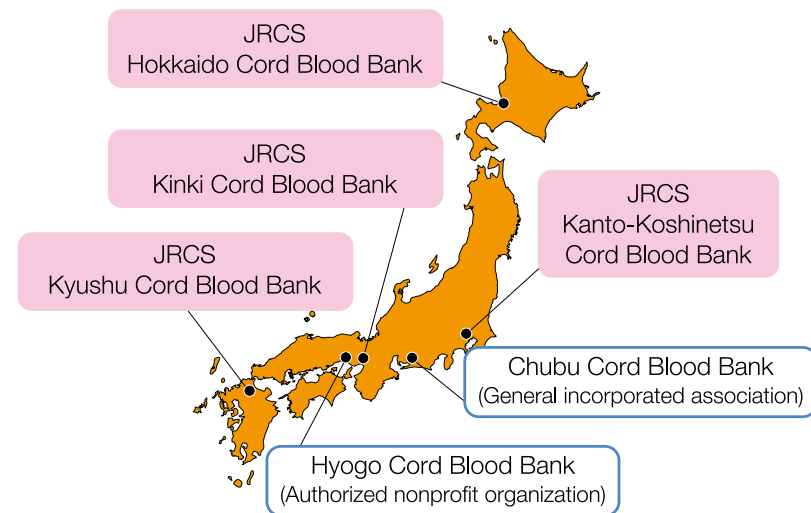 JRCS
Hokkaido Cord Blood Bank
JRCS
Kinki Cord Blood Bank
JRCS
Kanto-Koshinetsu
Cord Blood Bank
JRCS
Kyushu Cord Blood Bank
Chubu Cord Blood Bank
(General incorporated association)
Hyogo Cord Blood Bank
(Authorized nonprofit organization)